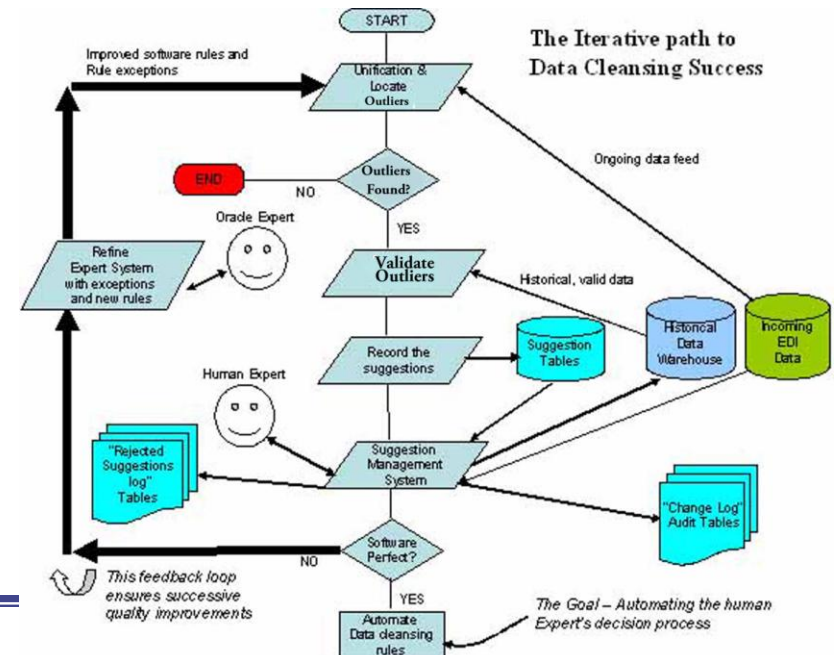 START
The Iterative path to
Data Cleansing Success
Improved software rules and
Rule exceptions
Unification &
Locate
Outliers
Ongoing data feed
Outliers
Found?
END
NO
YES
Oracle Expert
Refine
Expert System
with exceptions
and new rules
Validate
Outliers
Historical, valid data
Record the
suggestions
Suggestion
Tables
Historical
Data
Warehouse
Incoming
EDI
Data
Human Expert
Suggestion
Management
System
"Rejected
Suggestions
log"
Tables
"Change Log"
Audit Tables
Software
Perfect?
NO
YES
This feedback loop
ensures successive
quality improvements
Automate
Data cleansing
rules
The Goal – Automating the human
Expert's decision process